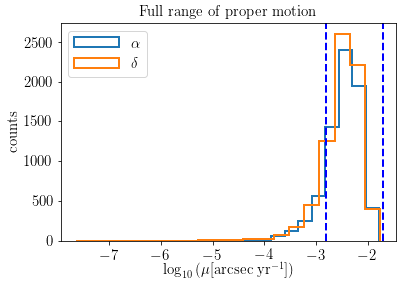 Full range of proper motion
α
δ
counts
2500
2000
1500
1000
500
0
−7 −6 −5 −4 −3 −2
log₁₀(μ[arcsec yr⁻¹])